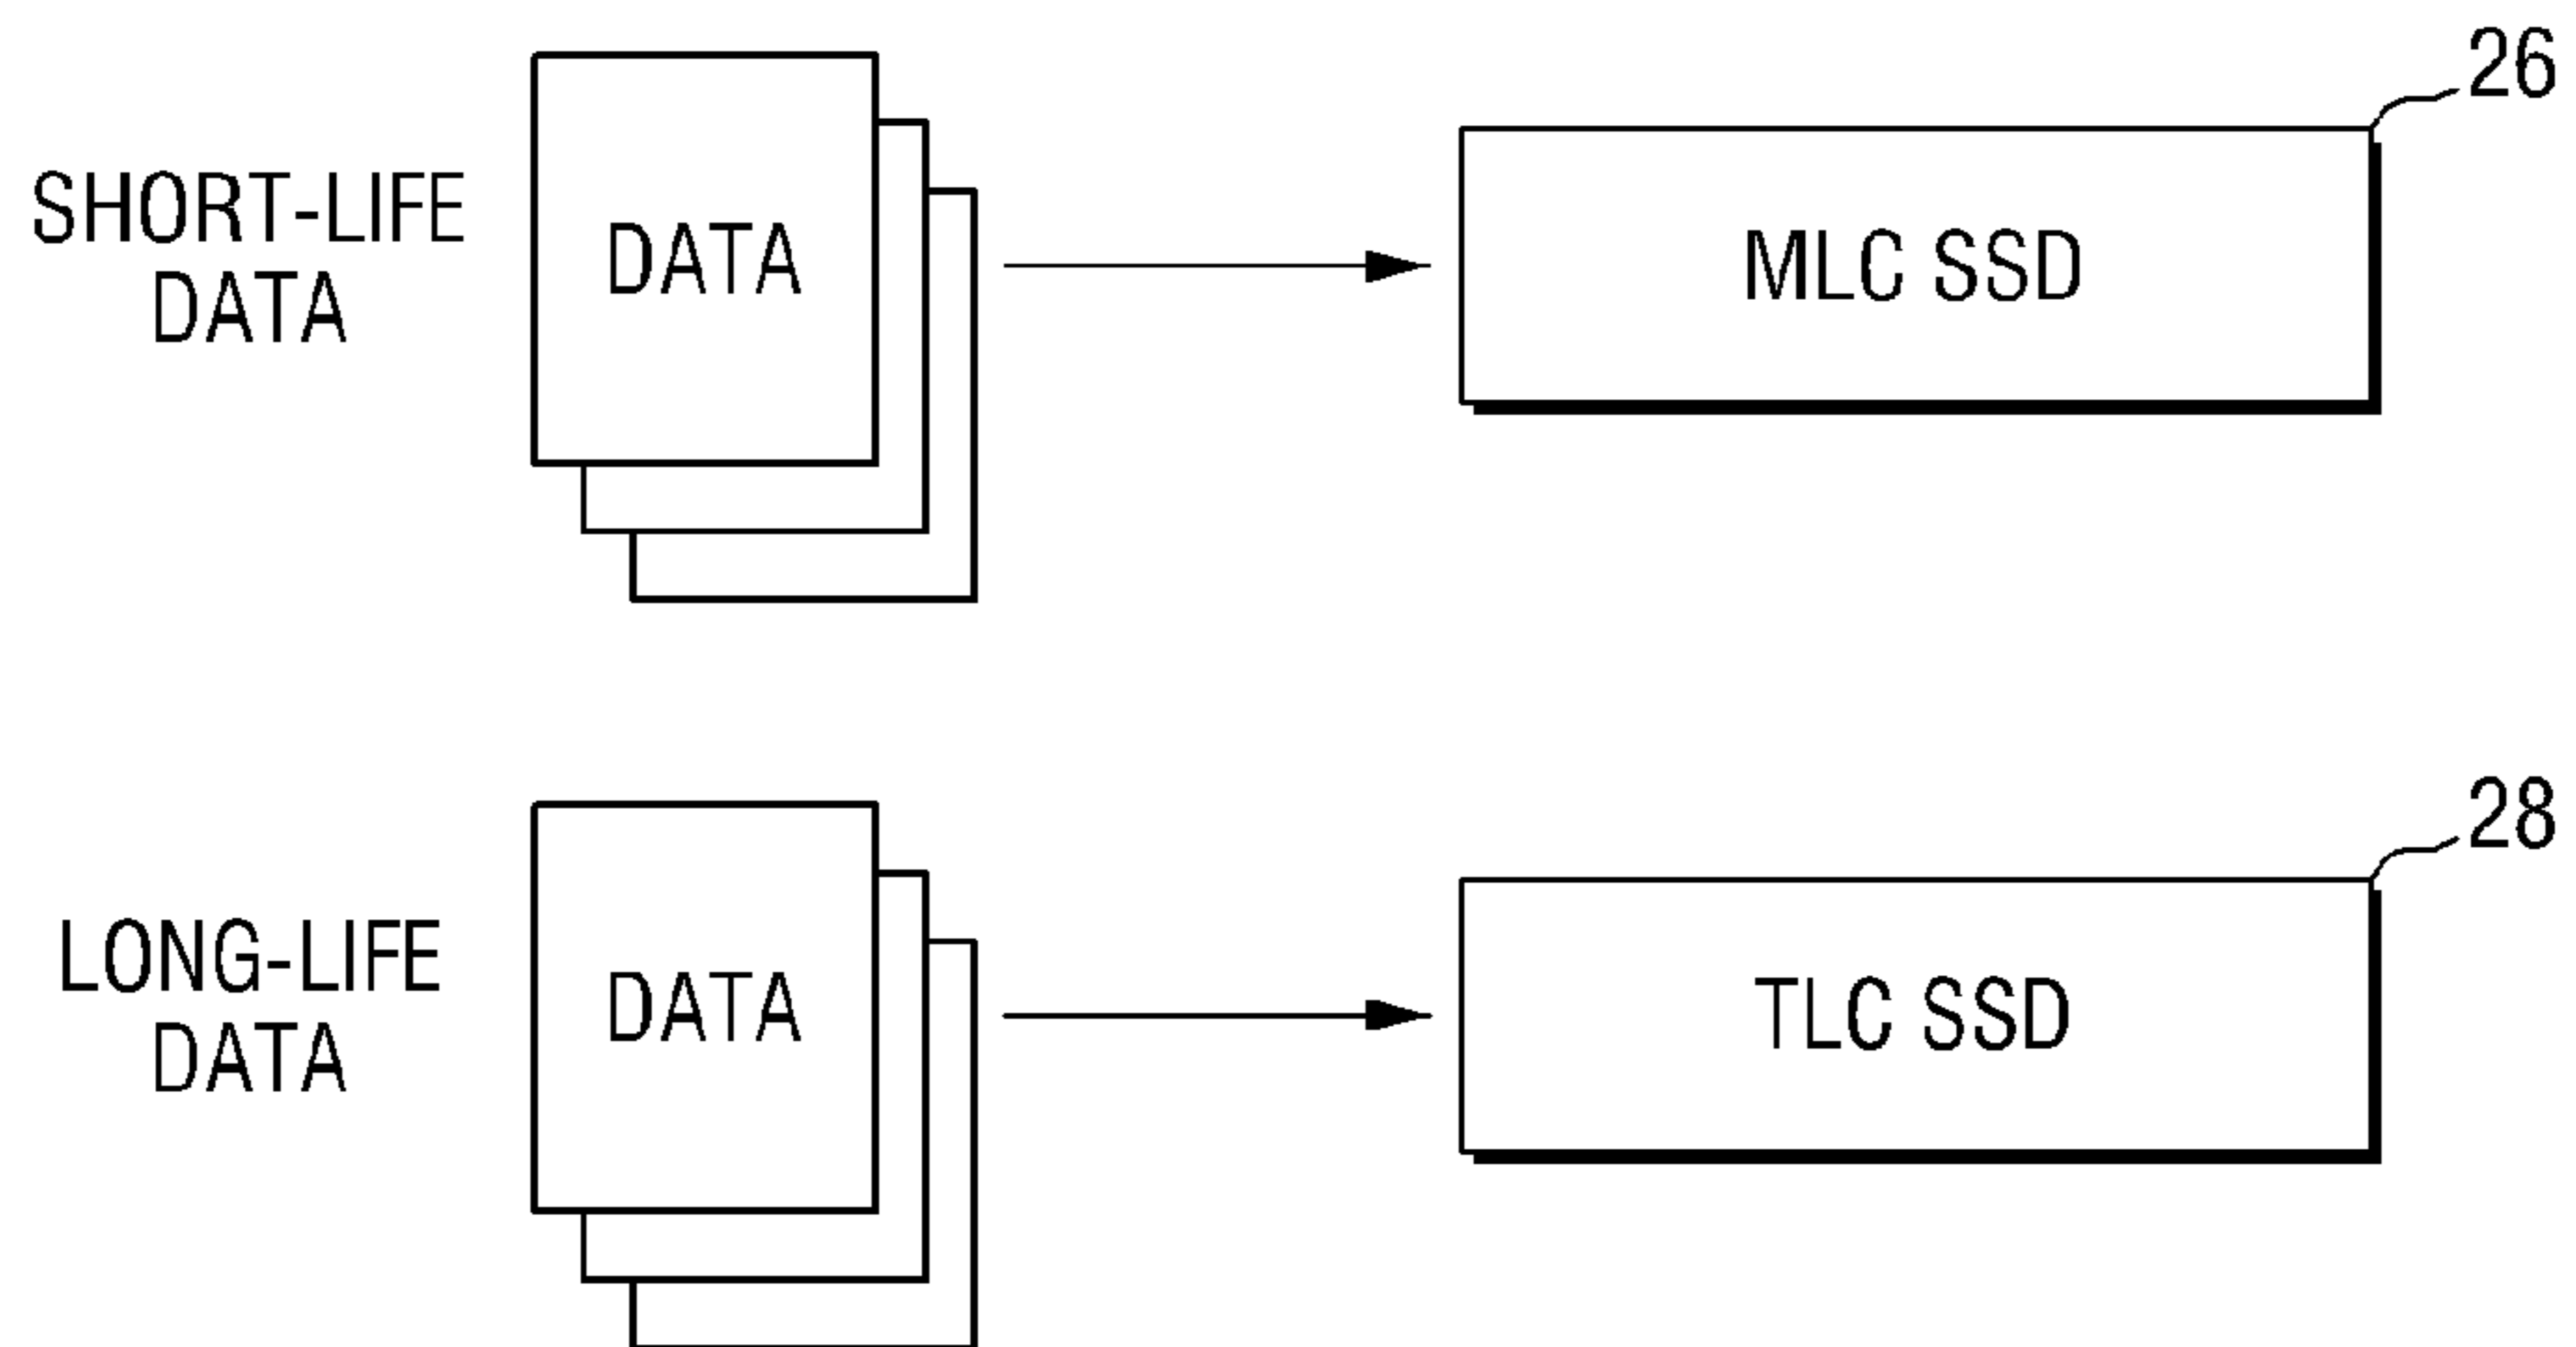 26
SHORT-LIFE
DATA
DATA
MLC SSD
28
LONG-LIFE
DATA
DATA
TLC SSD